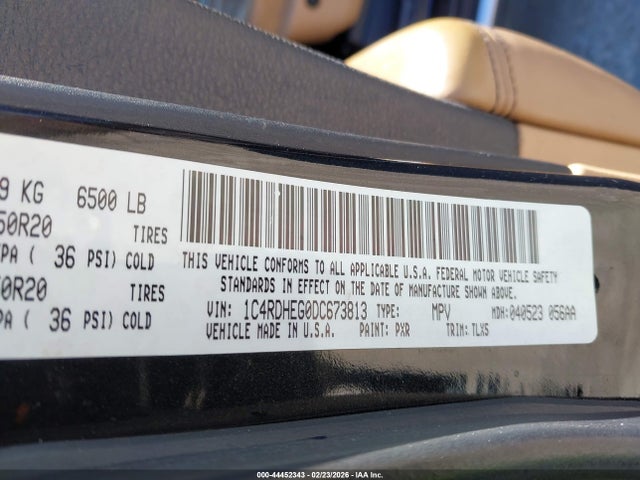 9 KG 6500 LB
50R20 TIRES
PA ( 36 PSI) COLD
50R20 TIRES
PA ( 36 PSI) COLD
THIS VEHICLE CONFORMS TO ALL APPLICABLE U.S.A. FEDERAL MOTOR VEHICLE SAFETY
STANDARDS IN EFFECT ON THE DATE OF MANUFACTURE SHOWN ABOVE.
VIN: 1C4RDHEG0DC673813 TYPE: MPV MDH: 040523 056AA
VEHICLE MADE IN U.S.A. PAINT: PXR TRIM: TLXS
000-44452343 - 02/23/2026 - IAA Inc.